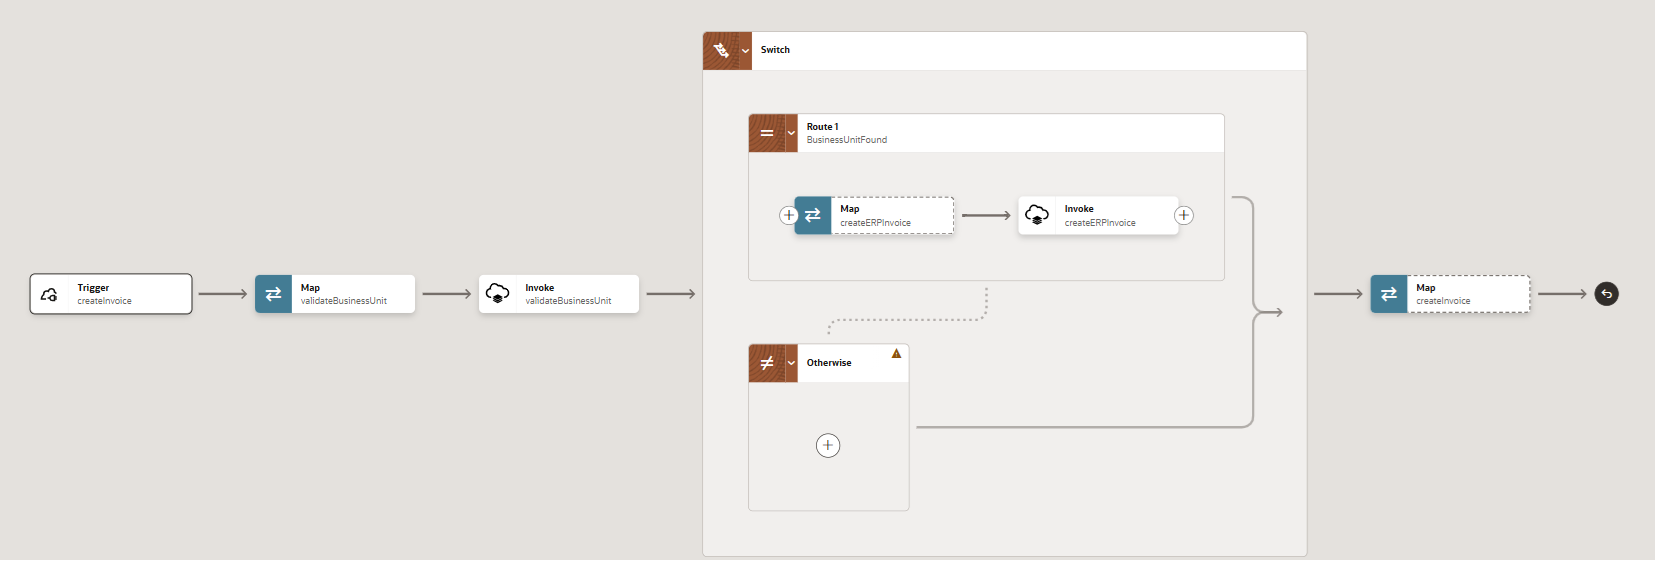 Switch
Route 1
BusinessUnitFound
Map
createERPInvoice
Invoke
createERPInvoice
Trigger
createInvoice
Map
validateBusinessUnit
Invoke
validateBusinessUnit
Map
createInvoice
Otherwise